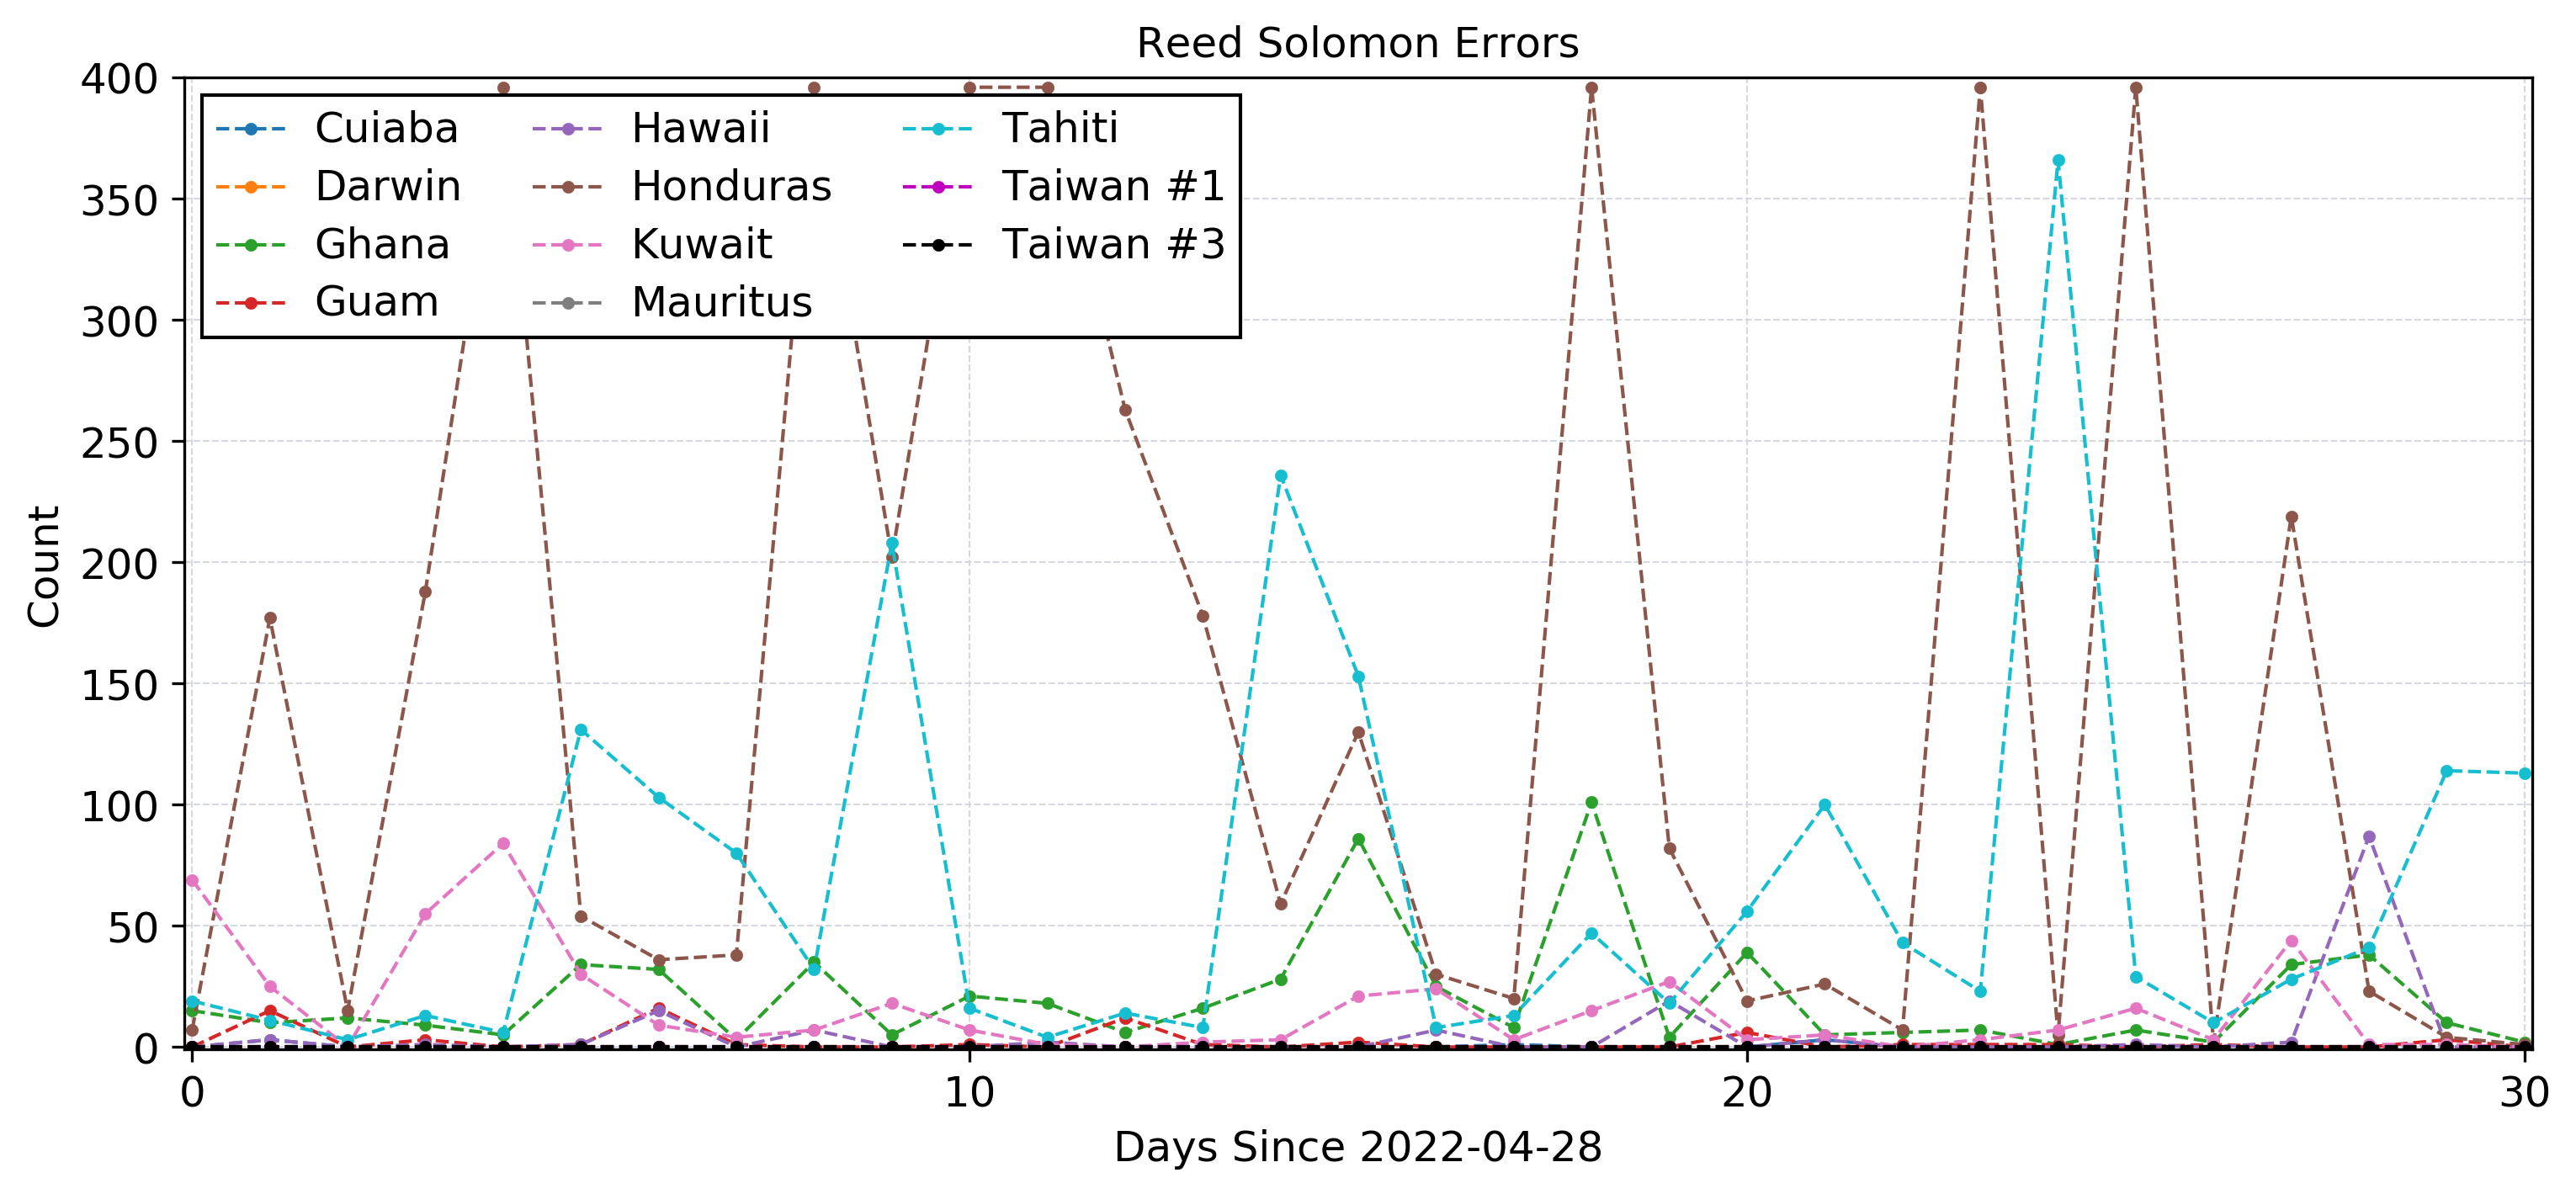 Reed Solomon Errors
400
350
300
250
200
150
100
50
0
Count
Cuiaba
Darwin
Ghana
Guam
Hawaii
Honduras
Kuwait
Mauritus
Tahiti
Taiwan #1
Taiwan #3
0 10 20 30
Days Since 2022-04-28